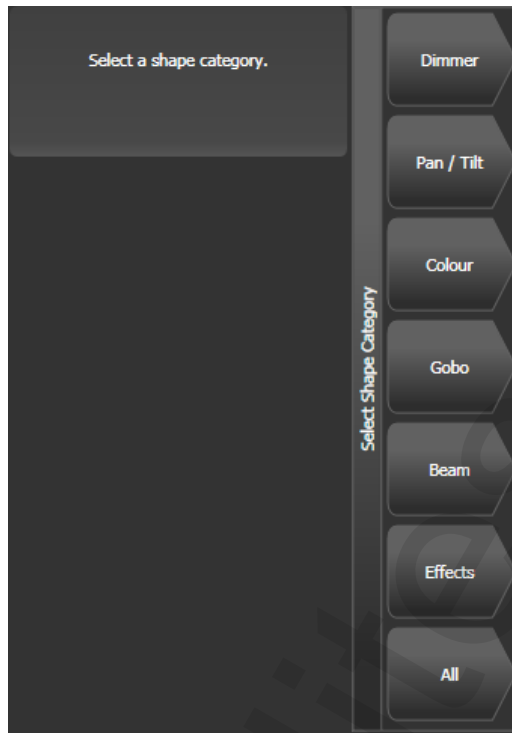 Select a shape category.
Select Shape Category
Dimmer
Pan / Tilt
Colour
Gobo
Beam
Effects
All